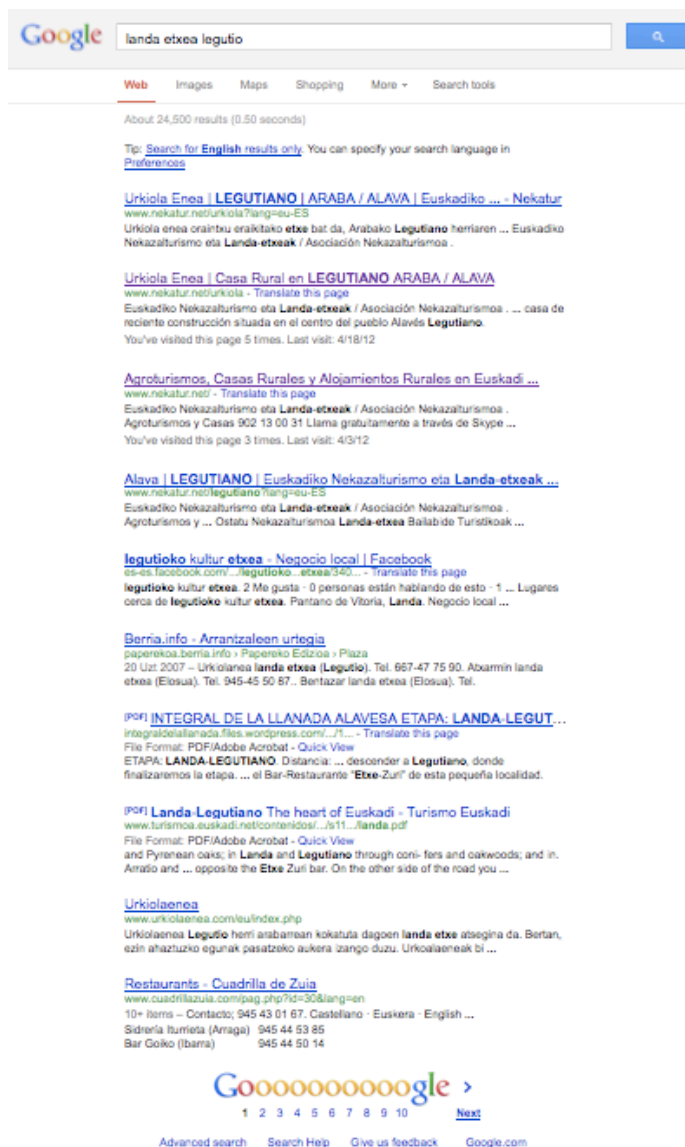 Google landa etxea legutio
Web Images Maps Shopping More Search tools
About 24,500 results (0.50 seconds)
Tip: Search for English results only. You can specify your search language in
Preferences
Urkiola Enea | LEGUTIANO | ARABA / ALAVA | Euskadiko ... - Nekatur
www.nekatur.net/urkiola?lang=eu-ES
Urkiola enea oraintxu eraikitako etxe bat da, Arabako Legutiano herriaren ... Euskadiko
Nekazalturismo eta Landa-etxeak / Asociación Nekazalturismoa .
Urkiola Enea | Casa Rural en LEGUTIANO ARABA / ALAVA
www.nekatur.net/urkiola - Translate this page
Euskadiko Nekazalturismo eta Landa-etxeak / Asociación Nekazalturismoa . ... casa de
reciente construcción situada en el centro del pueblo Alavés Legutiano.
You've visited this page 5 times. Last visit: 4/18/12
Agroturismos, Casas Rurales y Alojamientos Rurales en Euskadi ...
www.nekatur.net/ - Translate this page
Euskadiko Nekazalturismo eta Landa-etxeak / Asociación Nekazalturismoa .
Agroturismos y Casas 902 13 00 31 Llama gratuitamente a través de Skype ...
You've visited this page 3 times. Last visit: 4/3/12
Alava | LEGUTIANO | Euskadiko Nekazalturismo eta Landa-etxeak ...
www.nekatur.net/legutiano?lang=eu-ES
Euskadiko Nekazalturismo eta Landa-etxeak / Asociación Nekazalturismoa .
Agroturismos y ... Ostatu Nekazalturismoa Landa-etxea Bailabide Turistikoak ...
legutioko kultur etxea - Negocio local | Facebook
es-es.facebook.com/.../legutioko...etxea/340... - Translate this page
legutioko kultur etxea. 2 Me gusta · 0 personas están hablando de esto · 1 ... Lugares
cerca de legutioko kultur etxea. Pantano de Vitoria, Landa. Negocio local ...
Berria.info - Arrantzaleen urtegia
paperekoa.berria.info › Papereko Edizioa › Plaza
20 Uzt 2007 – Urkiolanea landa etxea (Legutio). Tel. 667-47 75 90. Atxarmin landa
etxea (Elosua). Tel. 945-45 50 87.. Bentazar landa etxea (Elosua). Tel.
[PDF] INTEGRAL DE LA LLANADA ALAVESA ETAPA: LANDA-LEGUT...
integraldelallanada.files.wordpress.com/.../1... - Translate this page
File Format: PDF/Adobe Acrobat - Quick View
ETAPA: LANDA-LEGUTIANO. Distancia: ... descender a Legutiano, donde
finalizaremos la etapa. ... el Bar-Restaurante "Etxe-Zuri" de esta pequeña localidad.
[PDF] Landa-Legutiano The heart of Euskadi - Turismo Euskadi
www.turismoa.euskadi.net/contenidos/.../s11.../landa.pdf
File Format: PDF/Adobe Acrobat - Quick View
and Pyrenean oaks; in Landa and Legutiano through coni- fers and oakwoods; and in.
Arratio and ... opposite the Etxe Zuri bar. On the other side of the road you ...
Urkiolaenea
www.urkiolaenea.com/eu/index.php
Urkiolaenea Legutio herri arabarrean kokatuta dagoen landa etxe atsegina da. Bertan,
ezin ahaztuzko egunak pasatzeko aukera izango duzu. Urkoalaeneak bi ...
Restaurants - Cuadrilla de Zuia
www.cuadrillazuia.com/pag.php?id=30&lang=en
10+ items – Contacto; 945 43 01 67. Castellano · Euskera · English ...
Sidrería Iturrieta (Arraga) 945 44 53 85
Bar Goiko (Ibarra) 945 44 50 14
Goooooooooogle >
1 2 3 4 5 6 7 8 9 10 Next
Advanced search Search Help Give us feedback Google.com